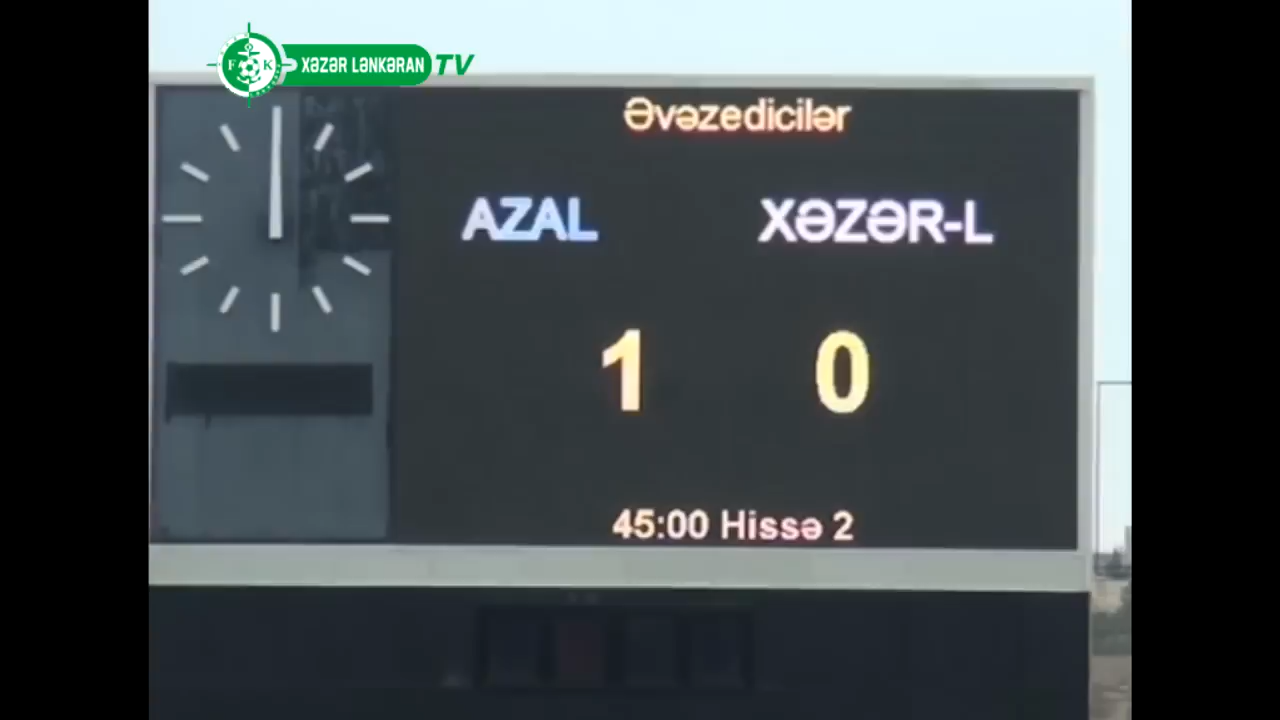 F K XƏZƏR LƏNKƏRAN TV
Əvəzedicilər
AZAL XƏZƏR-L
1 0
45:00 Hissə 2